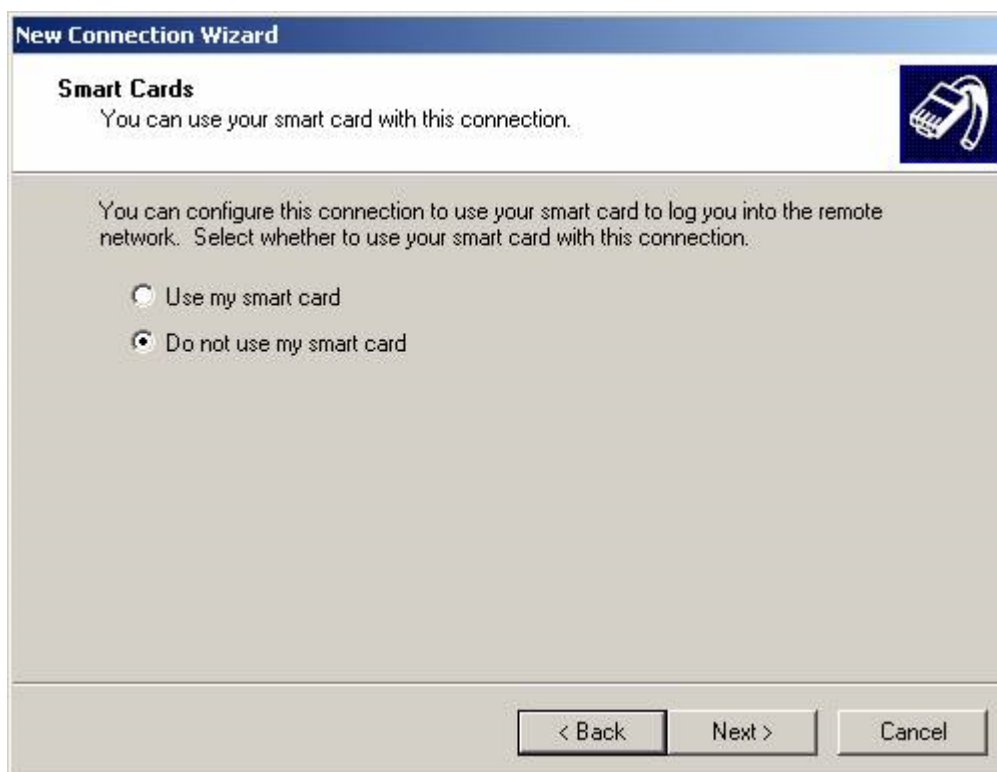 New Connection Wizard
Smart Cards
You can use your smart card with this connection.
You can configure this connection to use your smart card to log you into the remote
network.  Select whether to use your smart card with this connection.
Use my smart card
Do not use my smart card
< Back
Next >
Cancel